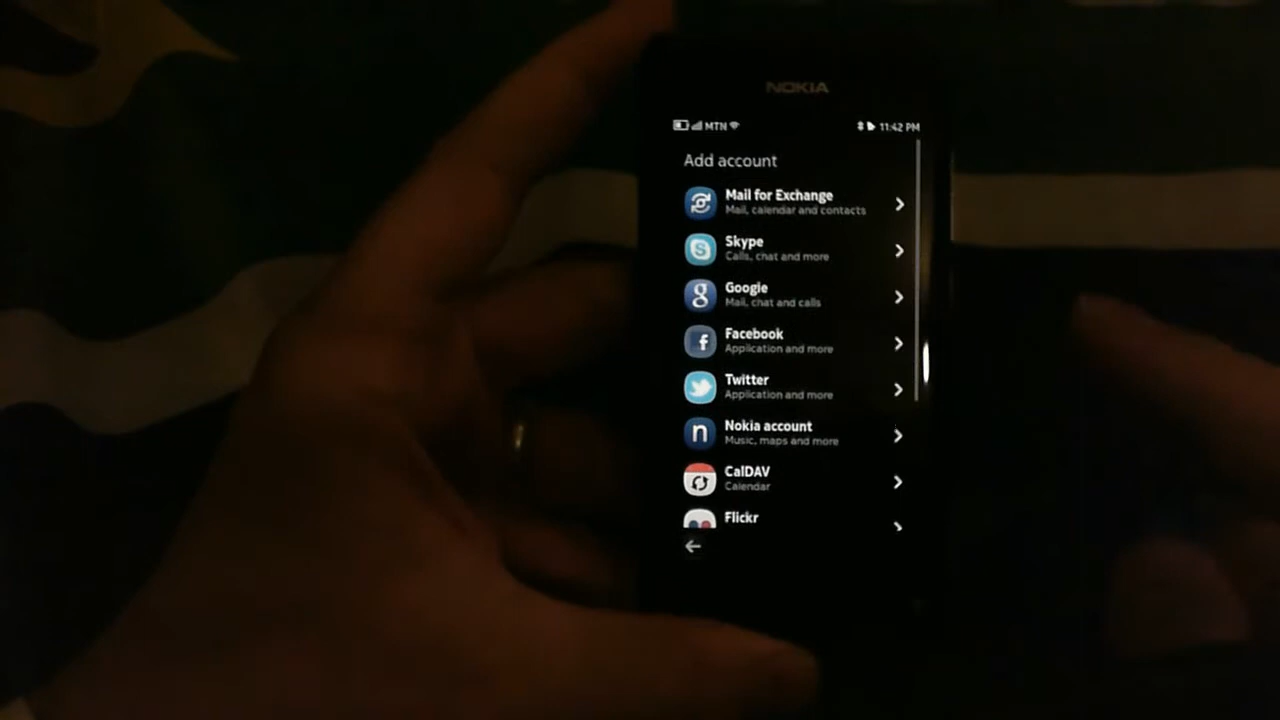 NOKIA
MTN 11:42 PM
Add account
Mail for Exchange
Mail, calendar and contacts
Skype
Calls, chat and more
Google
Mail, chat and calls
Facebook
Application and more
Twitter
Application and more
Nokia account
Music, maps and more
CalDAV
Calendar
Flickr